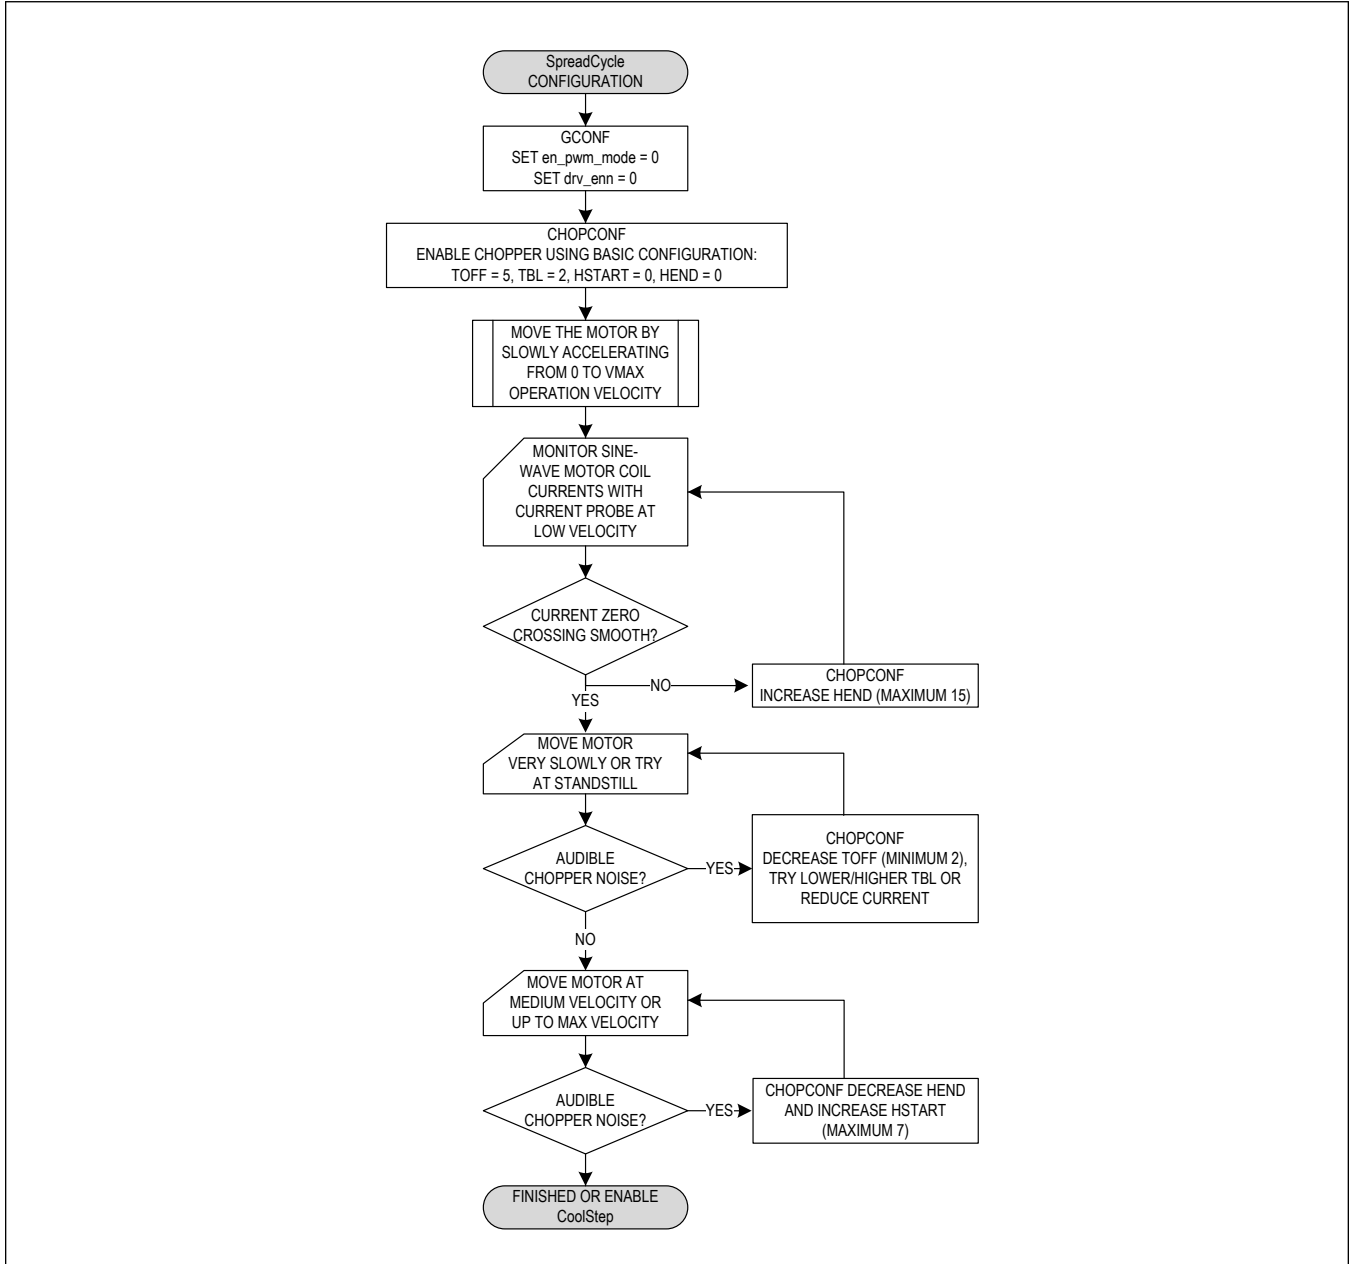 SpreadCycle
CONFIGURATION
GCONF
SET en_pwm_mode = 0
SET drv_enn = 0
CHOPCONF
ENABLE CHOPPER USING BASIC CONFIGURATION:
TOFF = 5, TBL = 2, HSTART = 0, HEND = 0
MOVE THE MOTOR BY
SLOWLY ACCELERATING
FROM 0 TO VMAX
OPERATION VELOCITY
MONITOR SINE-
WAVE MOTOR COIL
CURRENTS WITH
CURRENT PROBE AT
LOW VELOCITY
CURRENT ZERO
CROSSING SMOOTH?
NO
CHOPCONF
INCREASE HEND (MAXIMUM 15)
YES
MOVE MOTOR
VERY SLOWLY OR TRY
AT STANDSTILL
AUDIBLE
CHOPPER NOISE?
YES
CHOPCONF
DECREASE TOFF (MINIMUM 2),
TRY LOWER/HIGHER TBL OR
REDUCE CURRENT
NO
MOVE MOTOR AT
MEDIUM VELOCITY OR
UP TO MAX VELOCITY
AUDIBLE
CHOPPER NOISE?
YES
CHOPCONF DECREASE HEND
AND INCREASE HSTART
(MAXIMUM 7)
FINISHED OR ENABLE
CoolStep